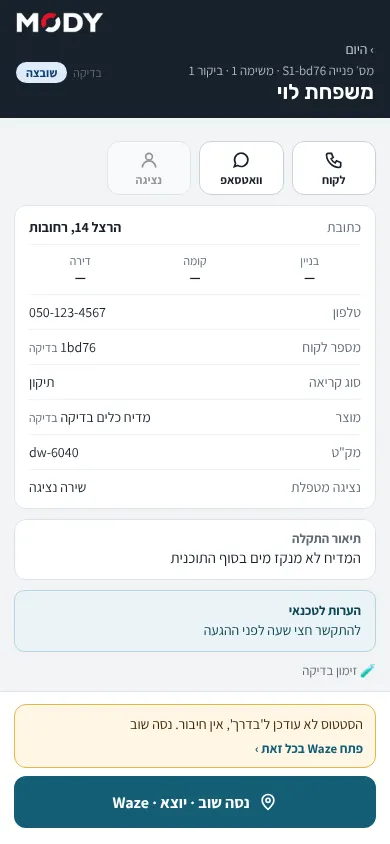 MODY
› היום
מס׳ פנייה S1-bd76 · משימה 1 · ביקור 1
בדיקה שובצה
משפחת לוי
לקוח
וואטסאפ
נציגה
כתובת הרצל 14, רחובות
בניין קומה דירה
— — —
טלפון 050-123-4567
מספר לקוח 1bd76 בדיקה
סוג קריאה תיקון
מוצר מדיח כלים בדיקה בדיקה
מק"ט dw-6040
נציגה מטפלת שירה נציגה
תיאור התקלה
המדיח לא מנקז מים בסוף התוכנית
הערות לטכנאי
להתקשר חצי שעה לפני ההגעה
🧪 זימון בדיקה
הסטטוס לא עודכן ל'בדרך', אין חיבור. נסה שוב
פתח Waze בכל זאת ›
נסה שוב · יוצא · Waze